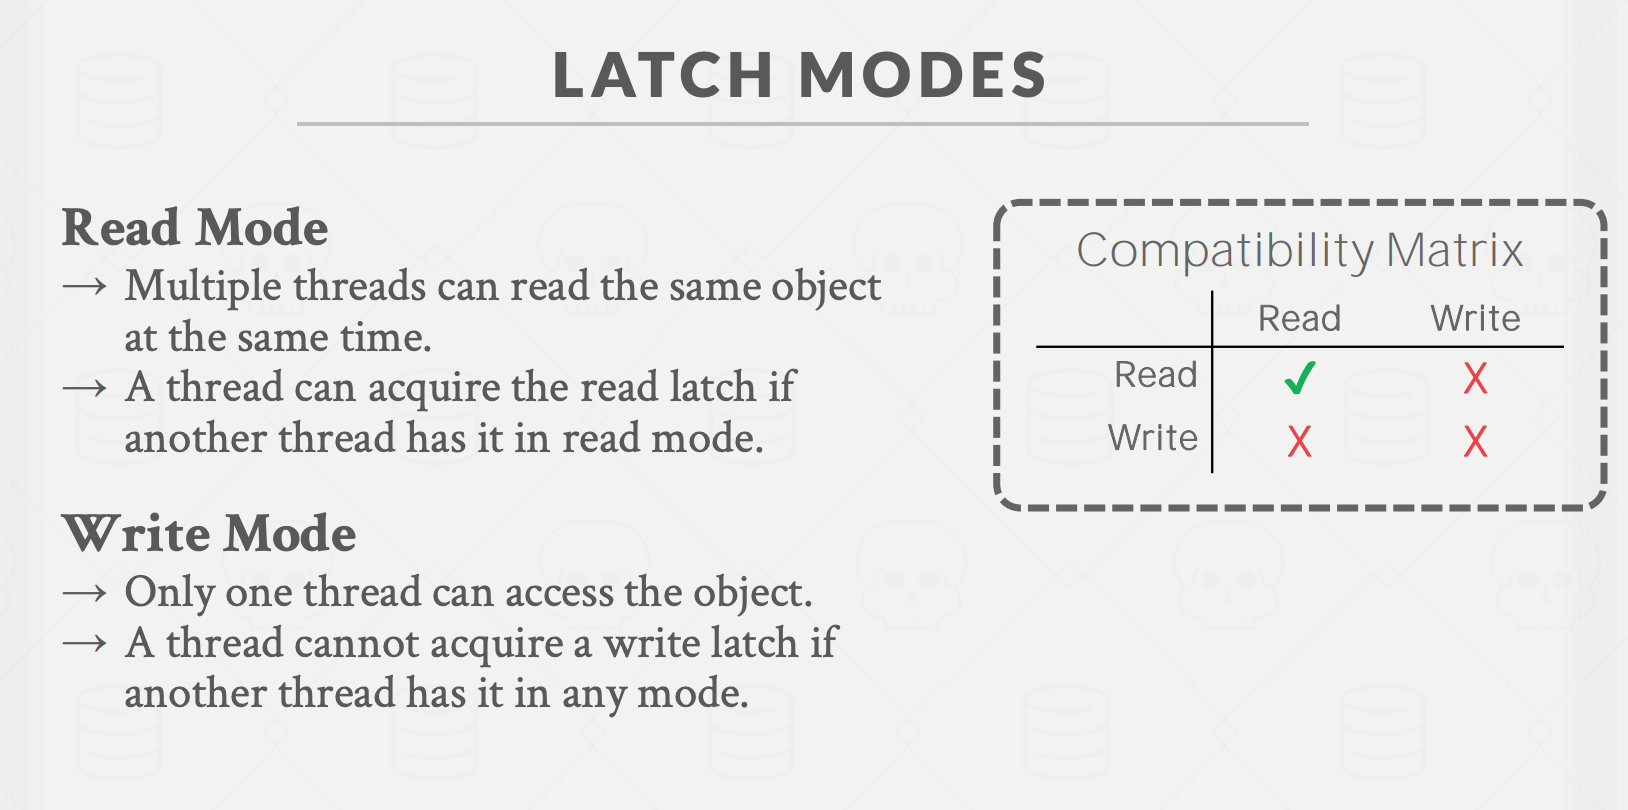 LATCH MODES
Read Mode
→ Multiple threads can read the same object
at the same time.
→ A thread can acquire the read latch if
another thread has it in read mode.
Write Mode
→ Only one thread can access the object.
→ A thread cannot acquire a write latch if
another thread has it in any mode.
Compatibility Matrix
Read Write
Read ✓ X
Write X X